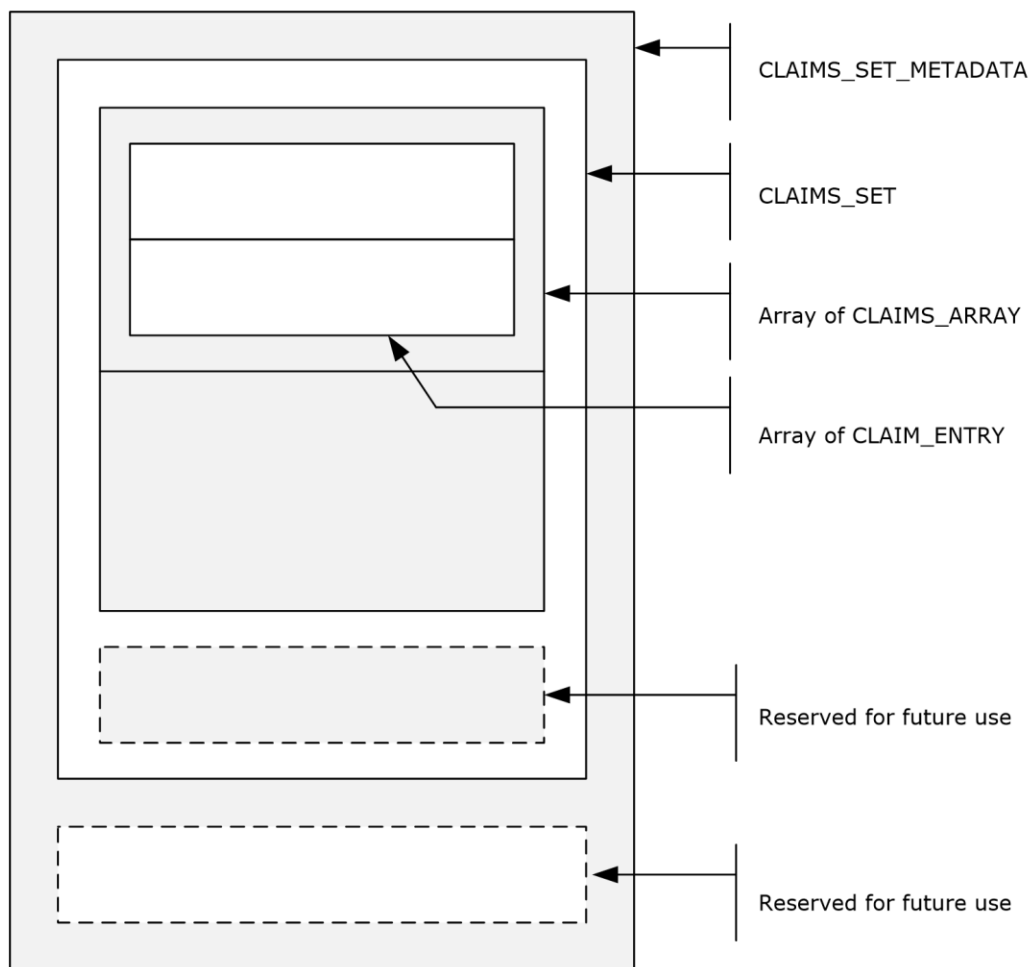 CLAIMS_SET_METADATA
CLAIMS_SET
Array of CLAIMS_ARRAY
Array of CLAIM_ENTRY
Reserved for future use
Reserved for future use